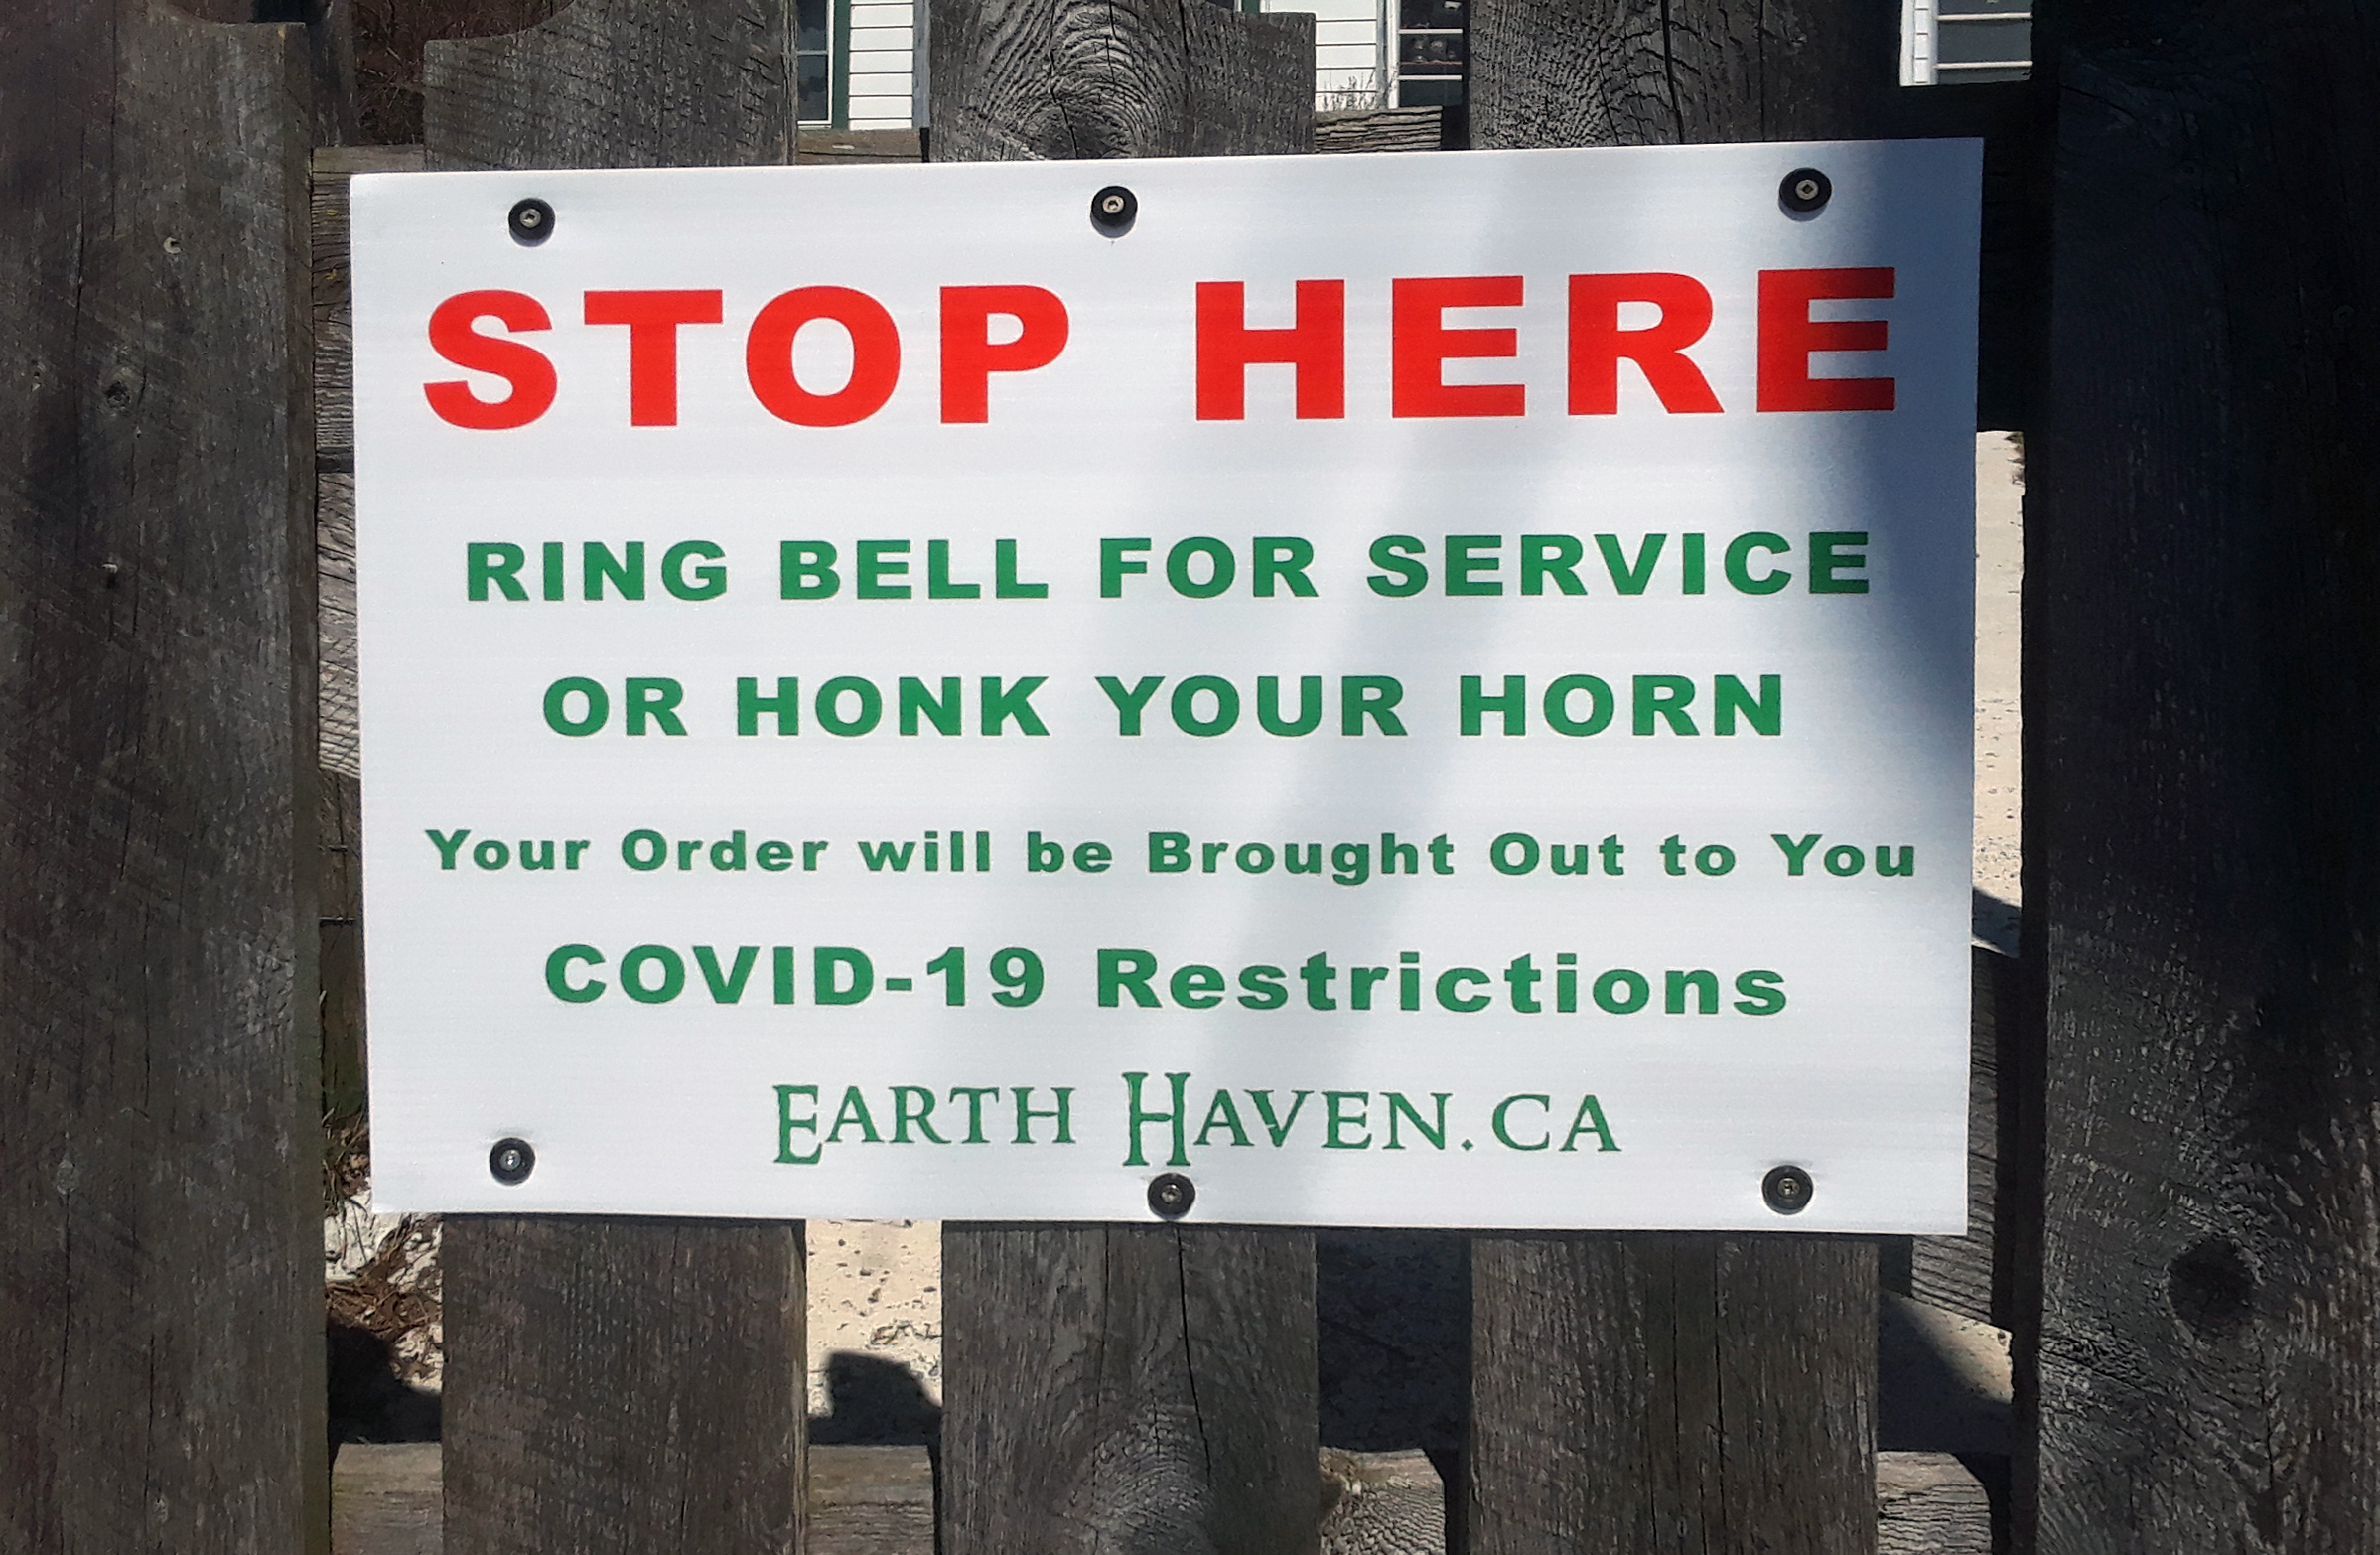 STOP HERE
RING BELL FOR SERVICE
OR HONK YOUR HORN
Your Order will be Brought Out to You
COVID-19 Restrictions
EARTH HAVEN.CA